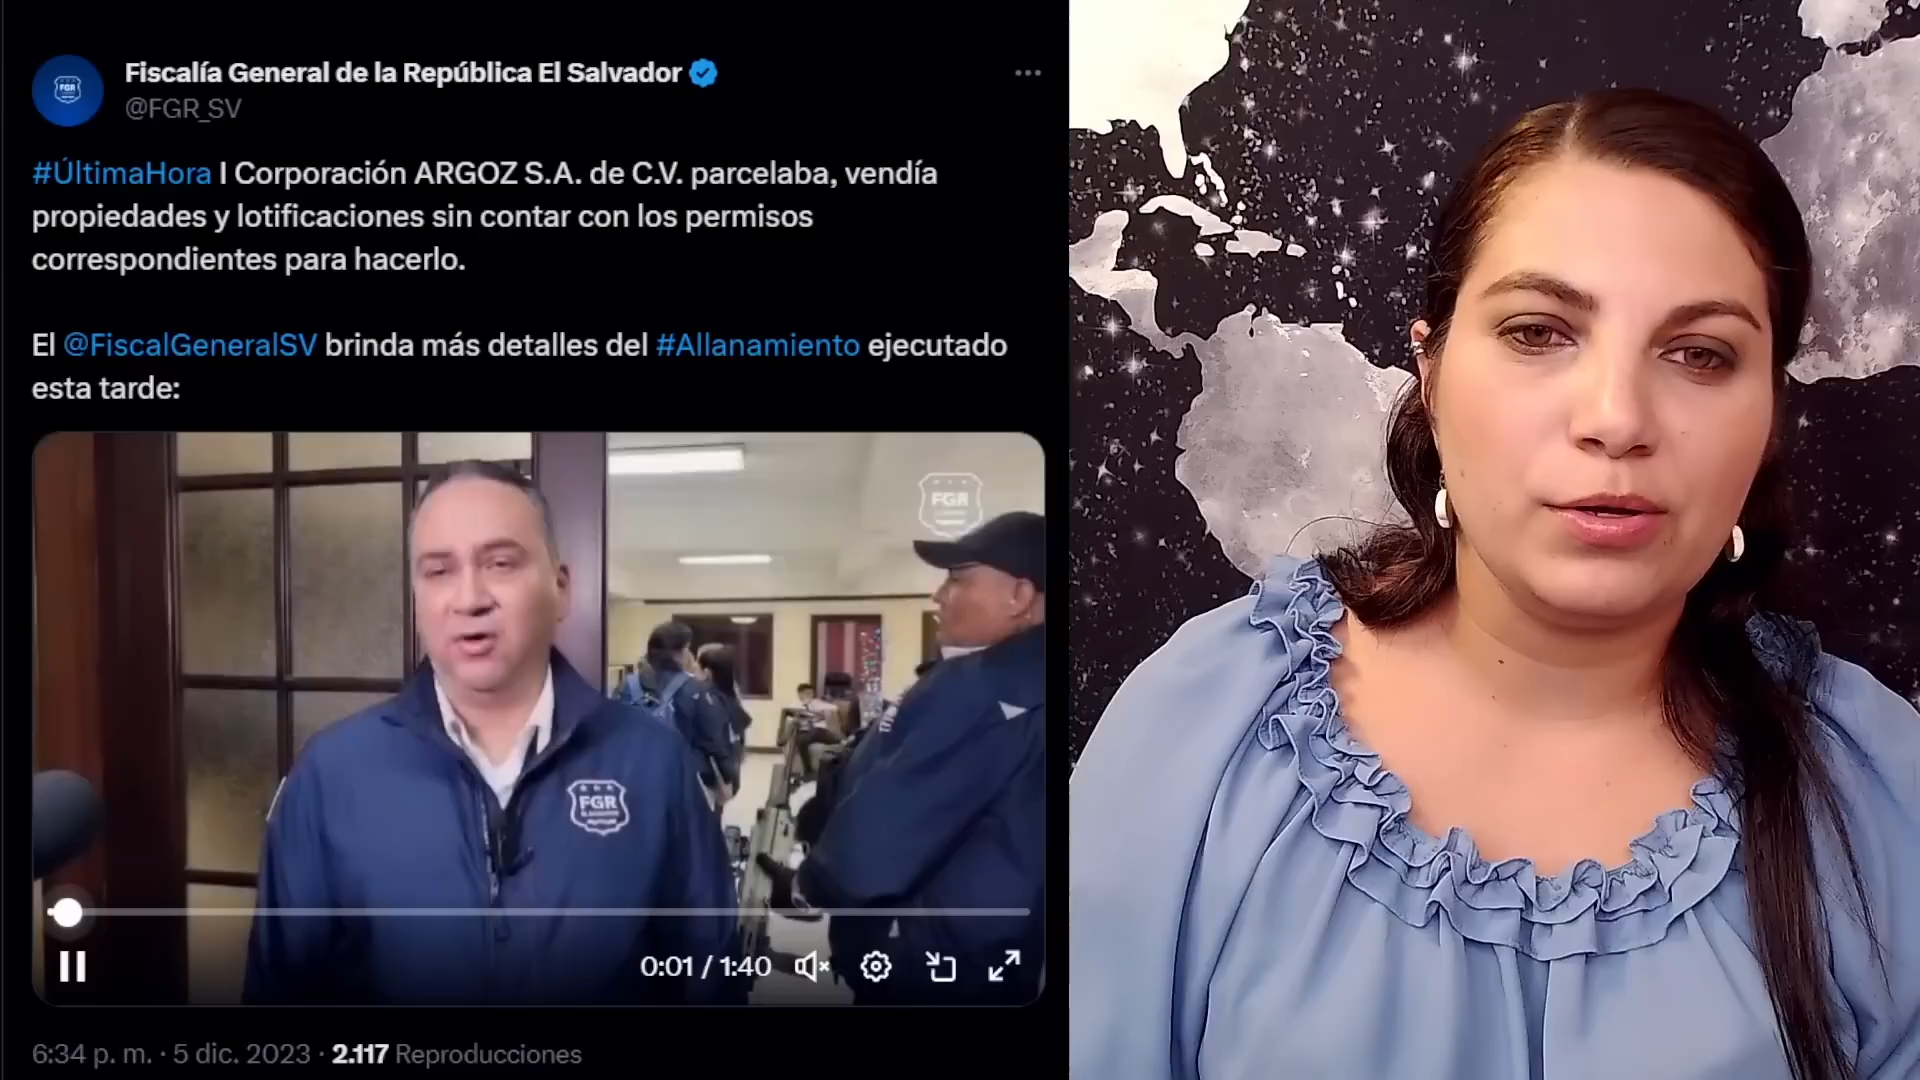 Fiscalía General de la República El Salvador
@FGR_SV
#ÚltimaHora I Corporación ARGOZ S.A. de C.V. parcelaba, vendía
propiedades y lotificaciones sin contar con los permisos
correspondientes para hacerlo.
El @FiscalGeneralSV brinda más detalles del #Allanamiento ejecutado
esta tarde:
FGR
FGR
FGR
0:01 / 1:40
6:34 p. m. · 5 dic. 2023 · 2.117 Reproducciones